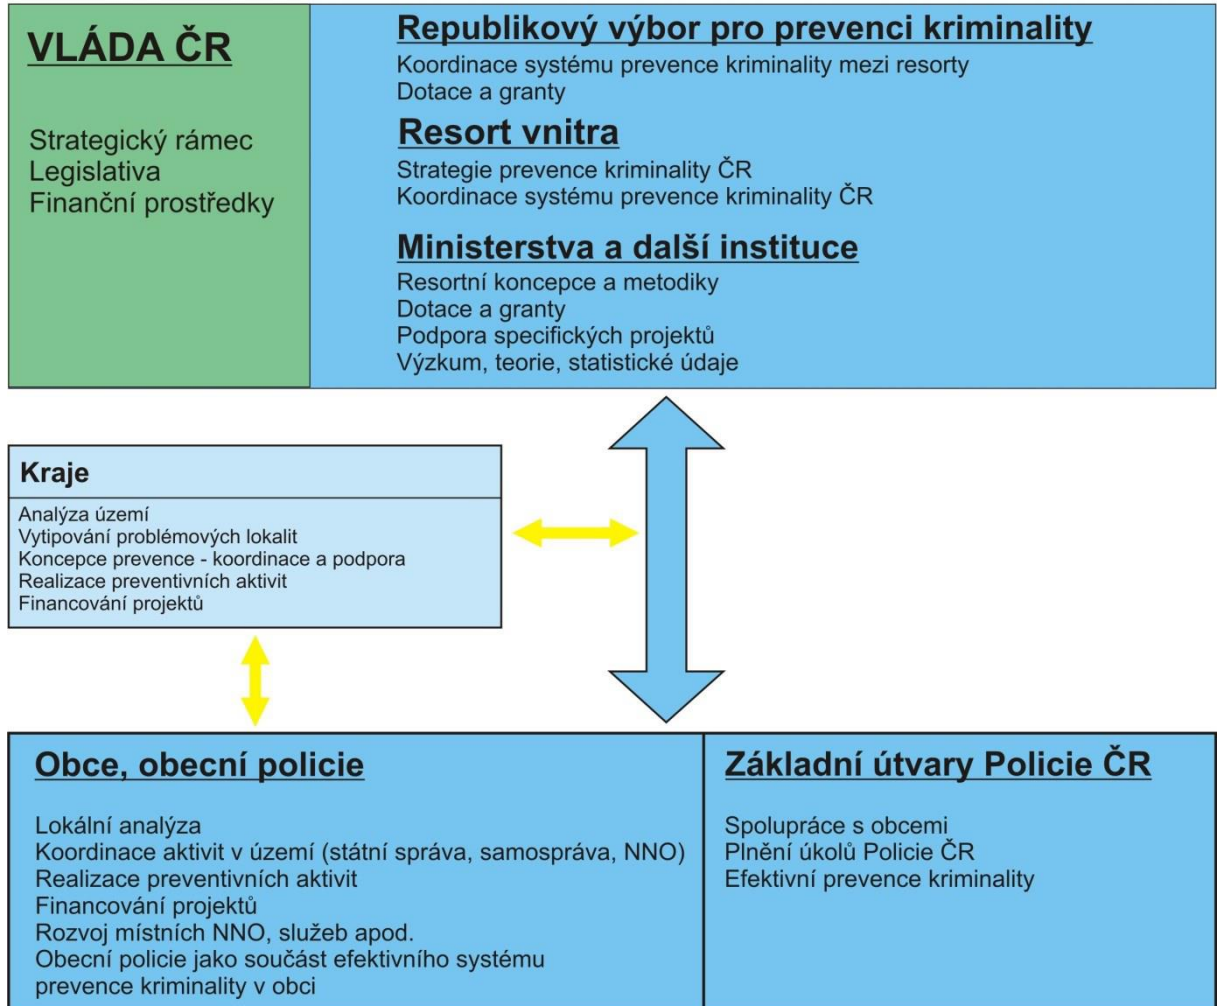 VLÁDA ČR
Strategický rámec
Legislativa
Finanční prostředky
Republikový výbor pro prevenci kriminality
Koordinace systému prevence kriminality mezi resorty
Dotace a granty
Resort vnitra
Strategie prevence kriminality ČR
Koordinace systému prevence kriminality ČR
Ministerstva a další instituce
Resortní koncepce a metodiky
Dotace a granty
Podpora specifických projektů
Výzkum, teorie, statistické údaje
Kraje
Analýza území
Vytipování problémových lokalit
Koncepce prevence - koordinace a podpora
Realizace preventivních aktivit
Financování projektů
Obce, obecní policie
Lokální analýza
Koordinace aktivit v území (státní správa, samospráva, NNO)
Realizace preventivních aktivit
Financování projektů
Rozvoj místních NNO, služeb apod.
Obecní policie jako součást efektivního systému
prevence kriminality v obci
Základní útvary Policie ČR
Spolupráce s obcemi
Plnění úkolů Policie ČR
Efektivní prevence kriminality